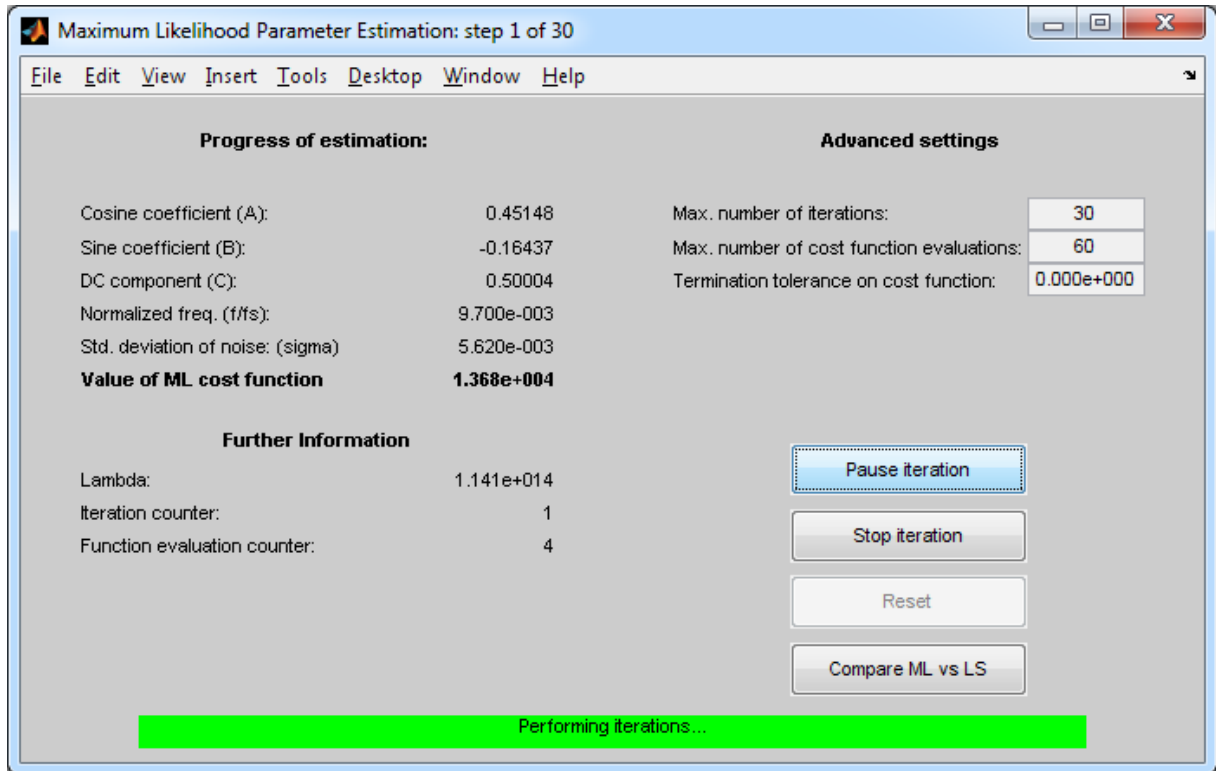 Maximum Likelihood Parameter Estimation: step 1 of 30
File Edit View Insert Tools Desktop Window Help
Progress of estimation:
Cosine coefficient (A): 0.45148
Sine coefficient (B): -0.16437
DC component (C): 0.50004
Normalized freq. (f/fs): 9.700e-003
Std. deviation of noise: (sigma) 5.620e-003
Value of ML cost function 1.368e+004
Further Information
Lambda: 1.141e+014
Iteration counter: 1
Function evaluation counter: 4
Advanced settings
Max. number of iterations: 30
Max. number of cost function evaluations: 60
Termination tolerance on cost function: 0.000e+000
Pause iteration
Stop iteration
Reset
Compare ML vs LS
Performing iterations...